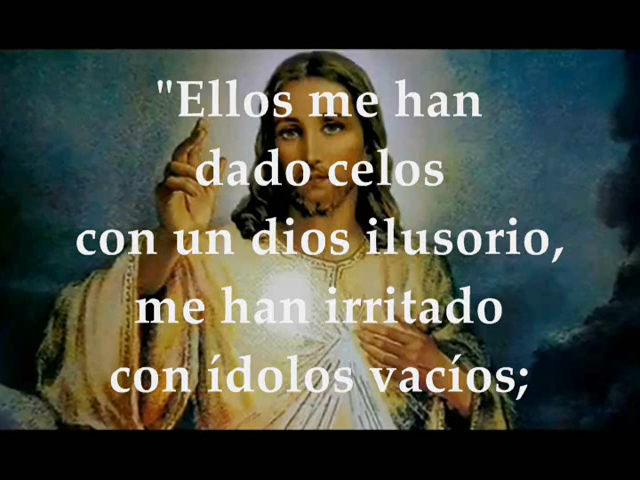 "Ellos me han
dado celos
con un dios ilusorio,
me han irritado
con ídolos vacíos;